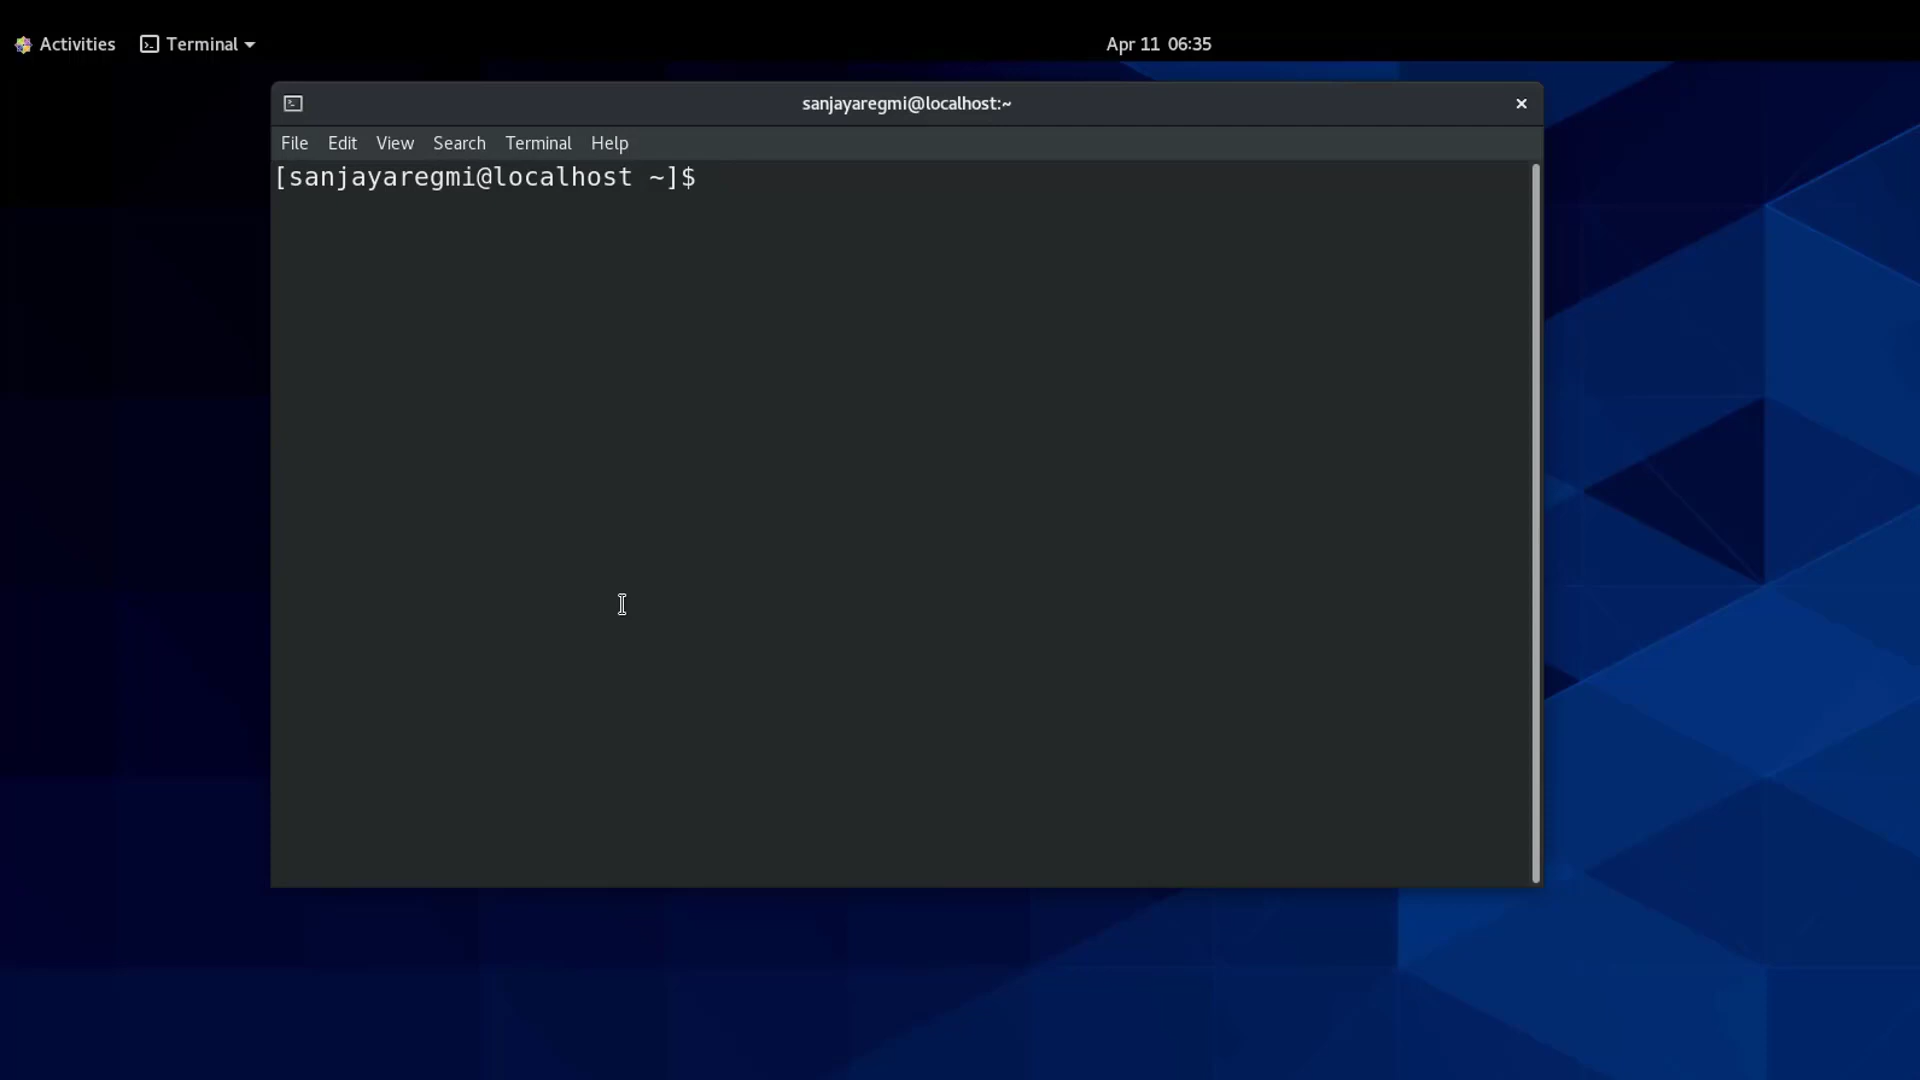 Activities Terminal Apr 11 06:35
sanjayaregmi@localhost:~
File Edit View Search Terminal Help
[sanjayaregmi@localhost ~]$